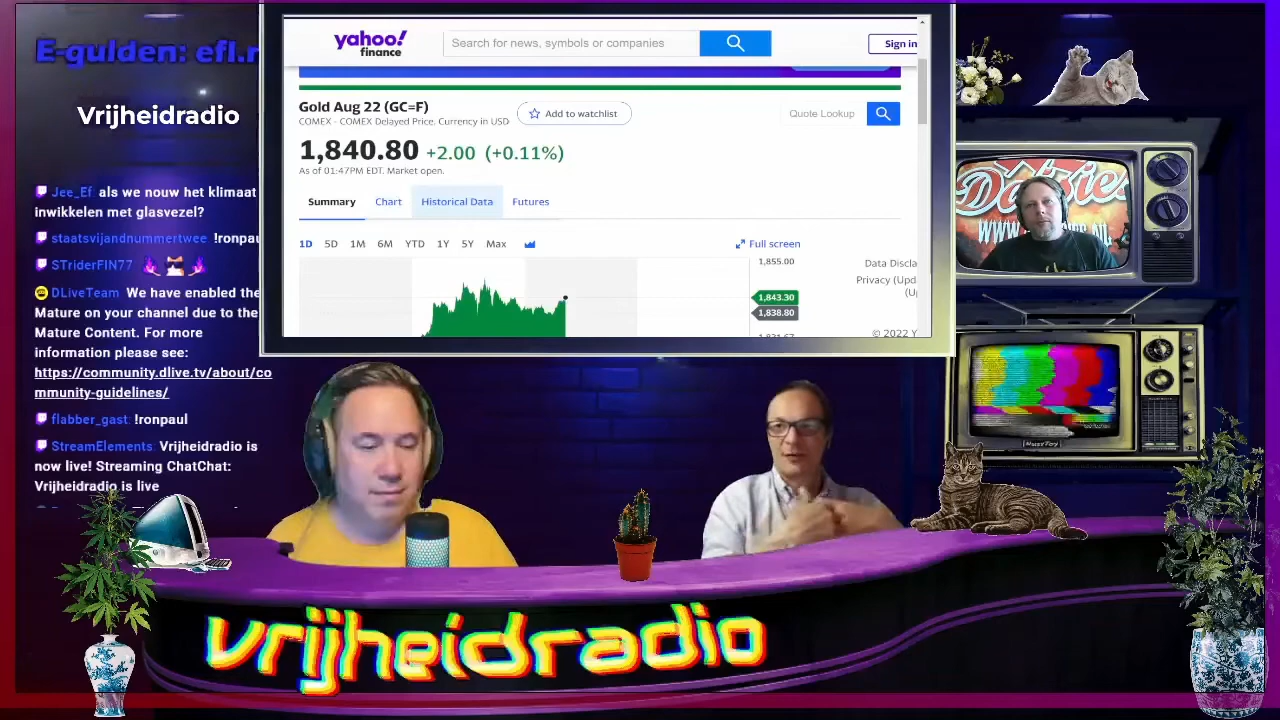 E-gulden: efl.n
Vrijheidradio
Jee_Ef als we nouw het klimaat
inwikkelen met glasvezel?
staatsvijandnummertwee !ronpau
STriderFIN77
DLiveTeam We have enabled the
Mature on your channel due to the
Mature Content. For more
information please see:
https://community.dlive.tv/about/co
mmunity-guidelines/
flabber_gast: !ronpaul
StreamElements: Vrijheidradio is
now live! Streaming ChatChat:
Vrijheidradio is live
yahoo!
finance
Search for news, symbols or companies
Sign in
Gold Aug 22 (GC=F)
COMEX - COMEX Delayed Price. Currency in USD
Add to watchlist
Quote Lookup
1,840.80 +2.00 (+0.11%)
As of 01:47PM EDT. Market open.
Summary Chart Historical Data Futures
1D 5D 1M 6M YTD 1Y 5Y Max
Full screen
1,855.00
1,843.30
1,838.80
Data Discla
Privacy (Upd
(U
© 2022 Y
vrijheidradio